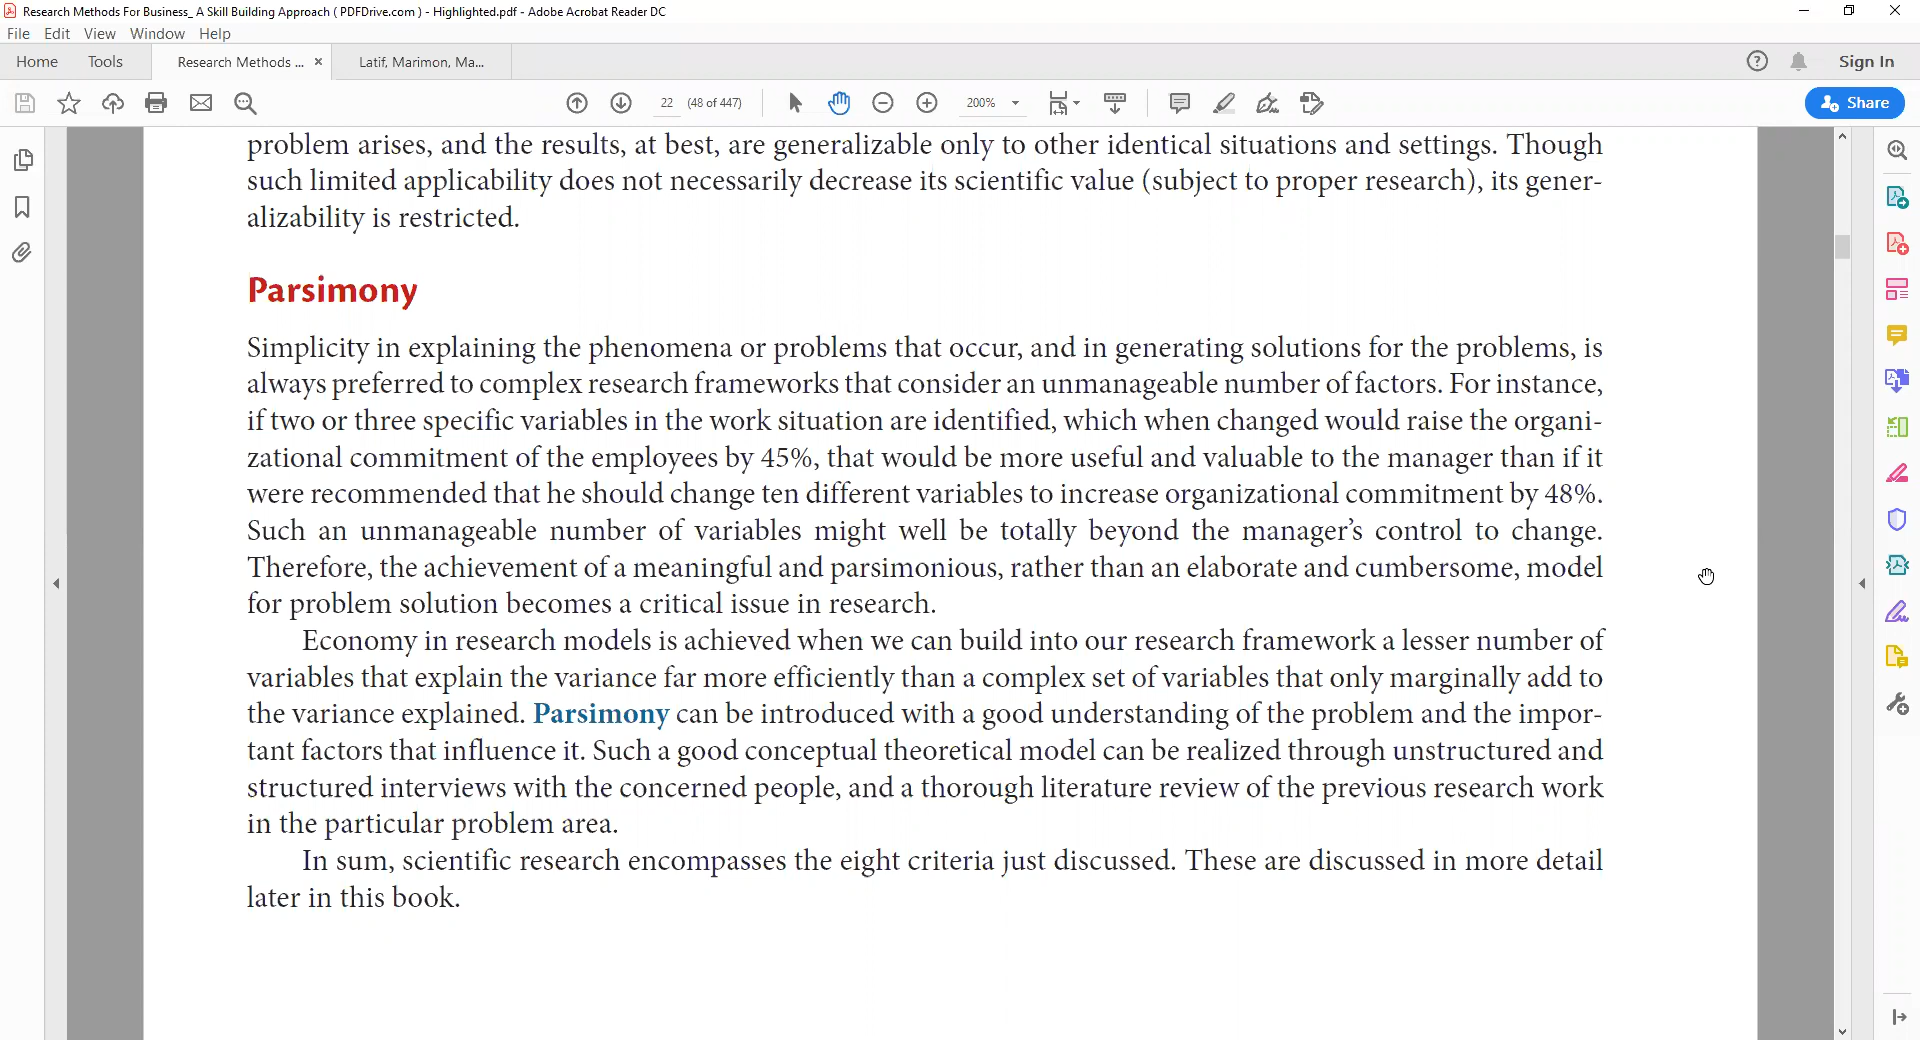 Research Methods For Business_ A Skill Building Approach ( PDFDrive.com ) - Highlighted.pdf - Adobe Acrobat Reader DC
File Edit View Window Help
Home Tools Research Methods ... × Latif, Marimon, Ma... Sign In
22 (48 of 447) 200% Share
problem arises, and the results, at best, are generalizable only to other identical situations and settings. Though
such limited applicability does not necessarily decrease its scientific value (subject to proper research), its gener-
alizability is restricted.
Parsimony
Simplicity in explaining the phenomena or problems that occur, and in generating solutions for the problems, is
always preferred to complex research frameworks that consider an unmanageable number of factors. For instance,
if two or three specific variables in the work situation are identified, which when changed would raise the organi-
zational commitment of the employees by 45%, that would be more useful and valuable to the manager than if it
were recommended that he should change ten different variables to increase organizational commitment by 48%.
Such an unmanageable number of variables might well be totally beyond the manager's control to change.
Therefore, the achievement of a meaningful and parsimonious, rather than an elaborate and cumbersome, model
for problem solution becomes a critical issue in research.
Economy in research models is achieved when we can build into our research framework a lesser number of
variables that explain the variance far more efficiently than a complex set of variables that only marginally add to
the variance explained. Parsimony can be introduced with a good understanding of the problem and the impor-
tant factors that influence it. Such a good conceptual theoretical model can be realized through unstructured and
structured interviews with the concerned people, and a thorough literature review of the previous research work
in the particular problem area.
In sum, scientific research encompasses the eight criteria just discussed. These are discussed in more detail
later in this book.